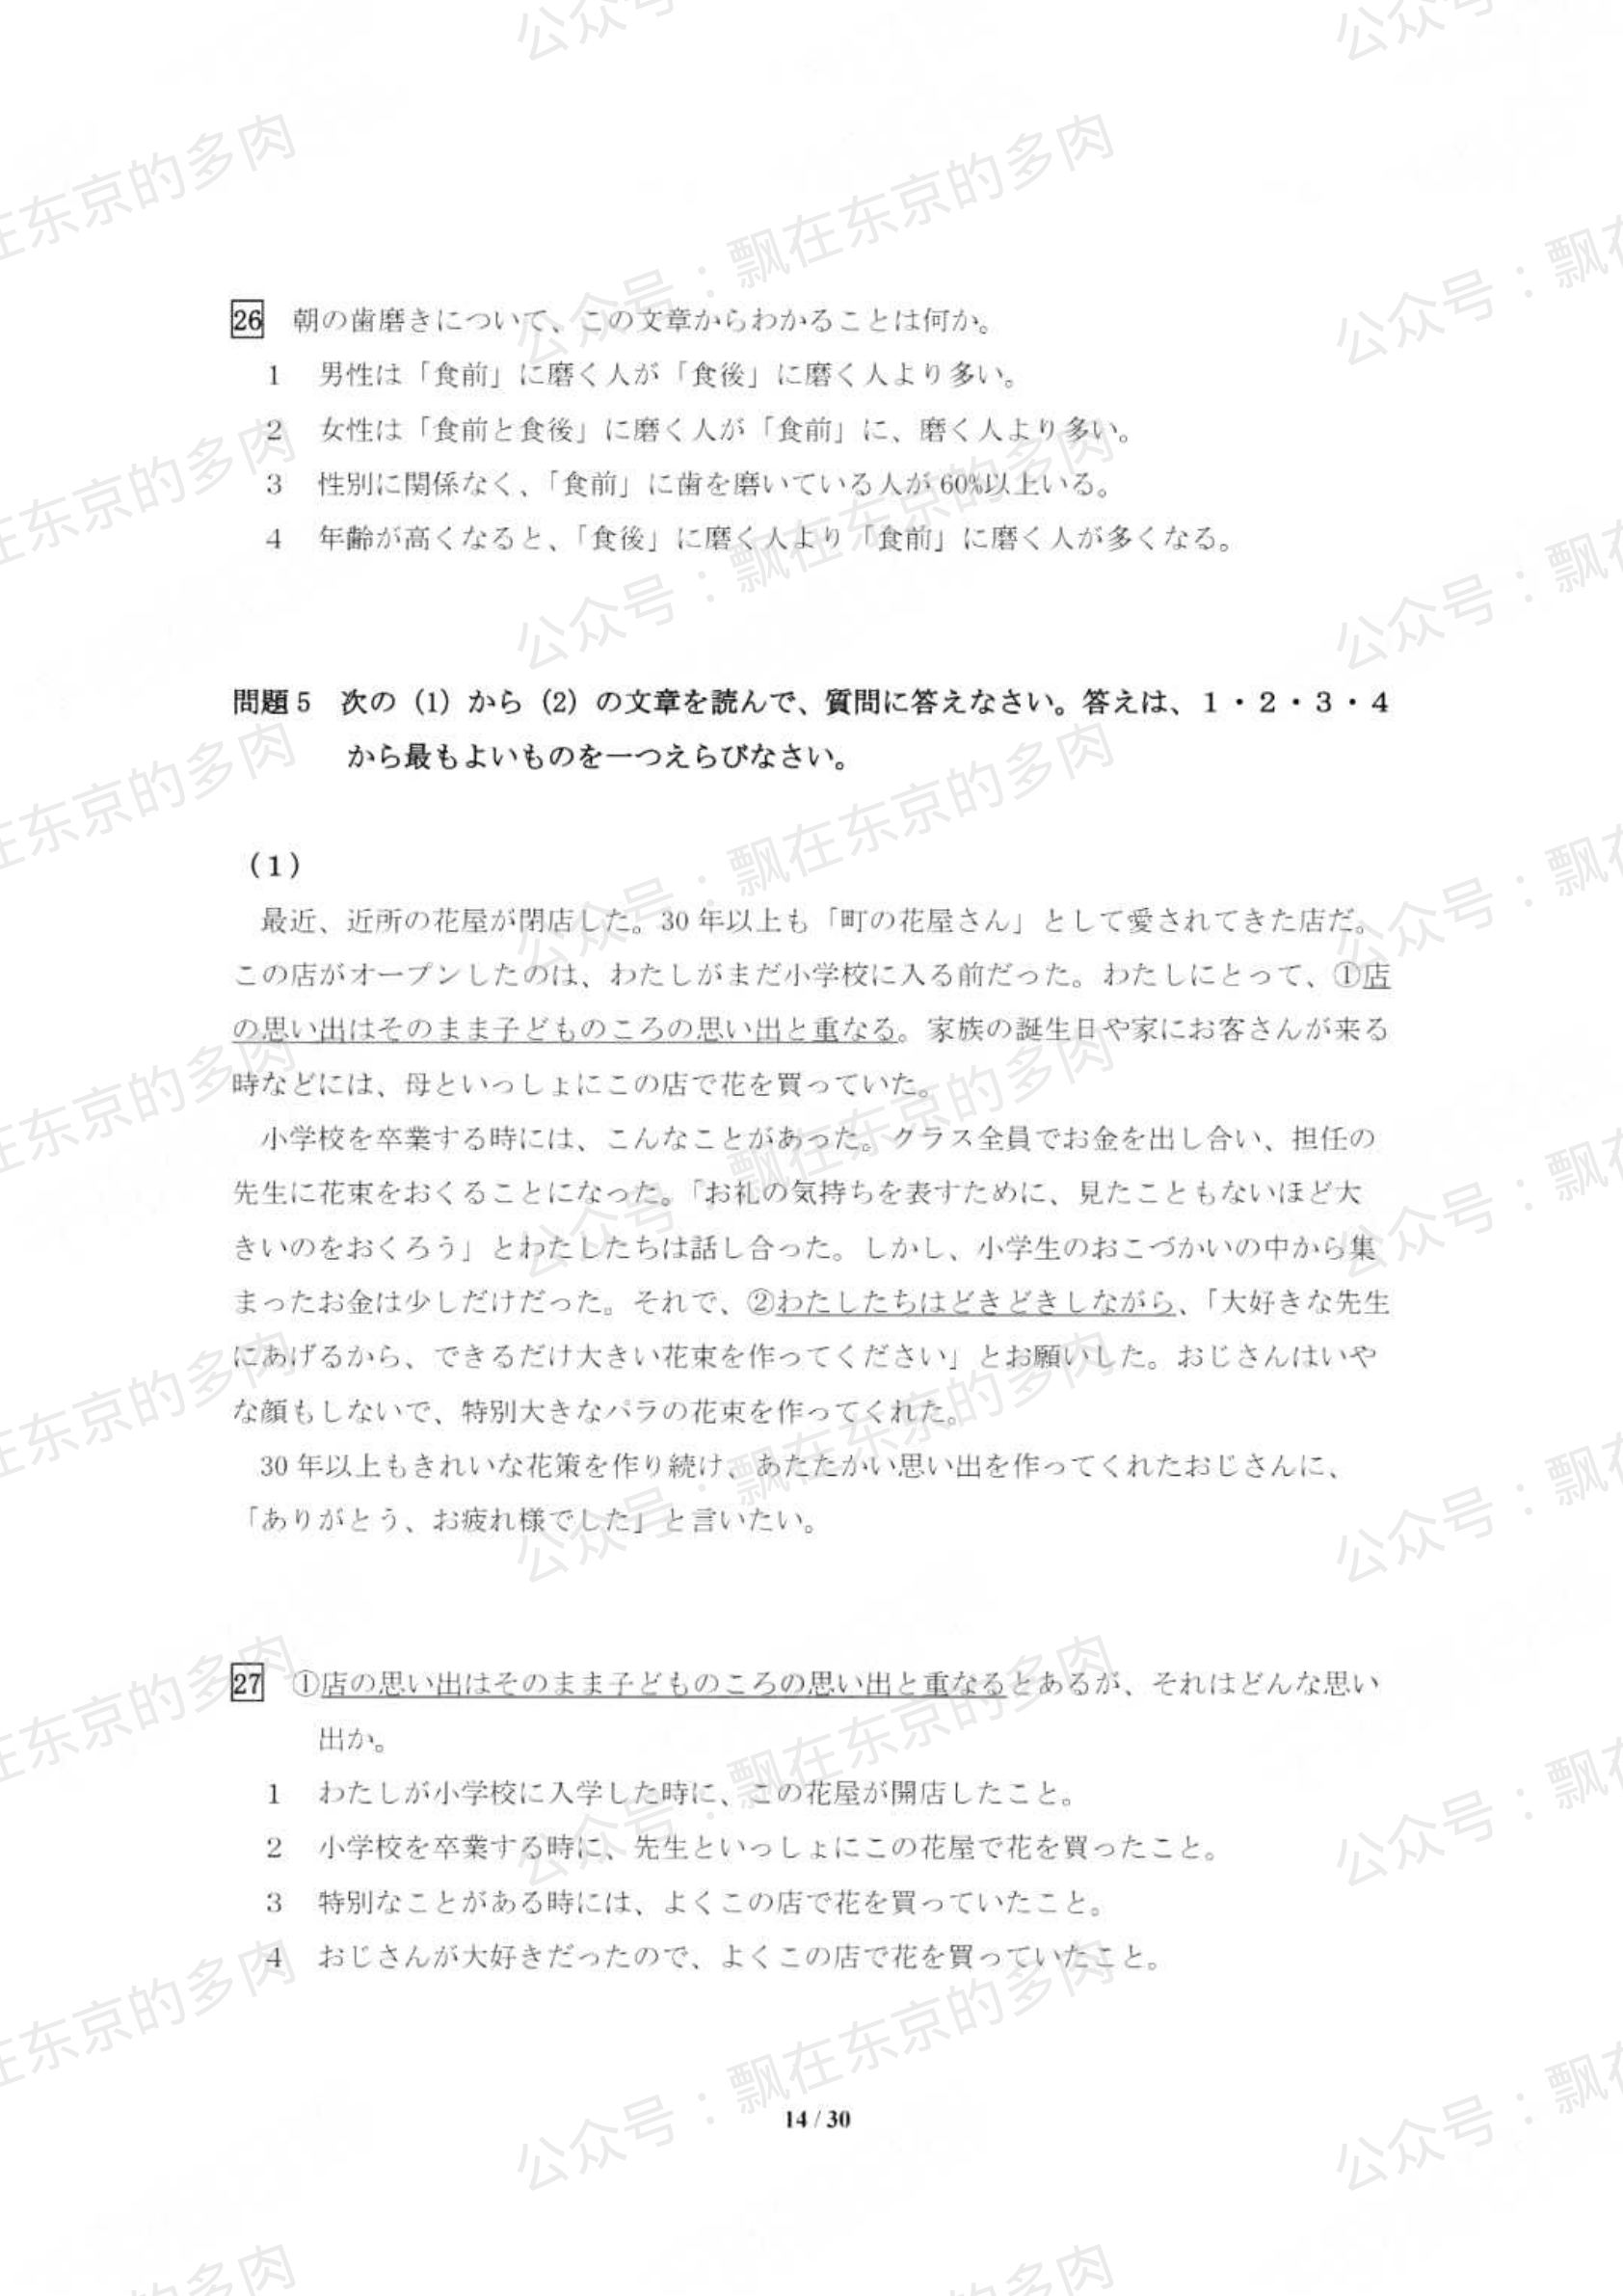 26 朝の歯磨きについて、この文章からわかることは何か。
1 男性は「食前」に磨く人が「食後」に磨く人より多い。
2 女性は「食前と食後」に磨く人が「食前」に、磨く人より多い。
3 性別に関係なく、「食前」に歯を磨いている人が60%以上いる。
4 年齢が高くなると、「食後」に磨く人より「食前」に磨く人が多くなる。
問題5 次の（1）から（2）の文章を読んで、質問に答えなさい。答えは、1・2・3・4
から最もよいものを一つえらびなさい。
（1）
最近、近所の花屋が閉店した。30年以上も「町の花屋さん」として愛されてきた店だ。
この店がオープンしたのは、わたしがまだ小学校に入る前だった。わたしにとって、①店
の思い出はそのまま子どものころの思い出と重なる。家族の誕生日や家にお客さんが来る
時などには、母といっしょにこの店で花を買っていた。
小学校を卒業する時には、こんなことがあった。クラス全員でお金を出し合い、担任の
先生に花束をおくることになった。「お礼の気持ちを表すために、見たこともないほど大
きいのをおくろう」とわたしたちは話し合った。しかし、小学生のおこづかいの中から集
まったお金は少しだけだった。それで、②わたしたちはどきどきしながら、「大好きな先生
にあげるから、できるだけ大きい花束を作ってください」とお願いした。おじさんはいや
な顔もしないで、特別大きなバラの花束を作ってくれた。
30年以上もきれいな花策を作り続け、あたたかい思い出を作ってくれたおじさんに、
「ありがとう、お疲れ様でした」と言いたい。
27 ①店の思い出はそのまま子どものころの思い出と重なるとあるが、それはどんな思い
出か。
1 わたしが小学校に入学した時に、この花屋が開店したこと。
2 小学校を卒業する時に、先生といっしょにこの花屋で花を買ったこと。
3 特別なことがある時には、よくこの店で花を買っていたこと。
4 おじさんが大好きだったので、よくこの店で花を買っていたこと。
14 / 30
公众号：飘在东京的多肉